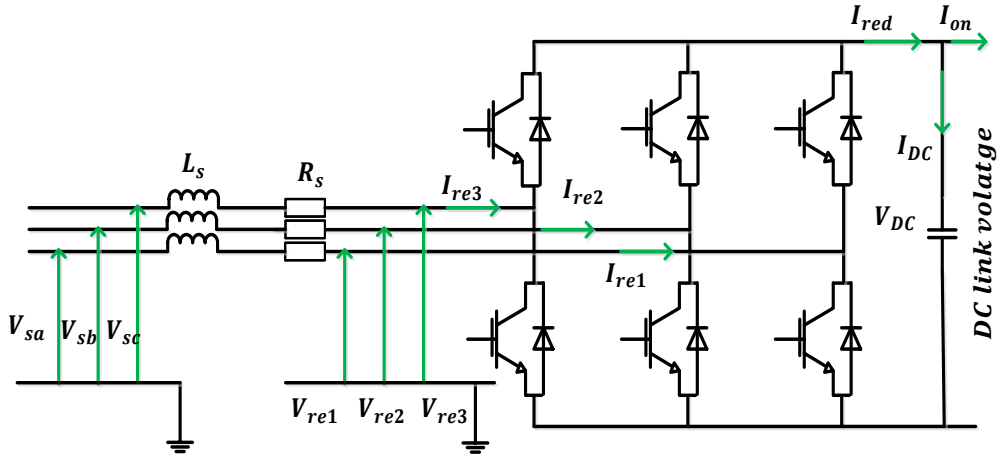 I_red
I_on
L_s
R_s
I_re3
I_re2
I_DC
V_DC
I_re1
V_sa
V_sb
V_sc
V_re1
V_re2
V_re3
DC link volatge